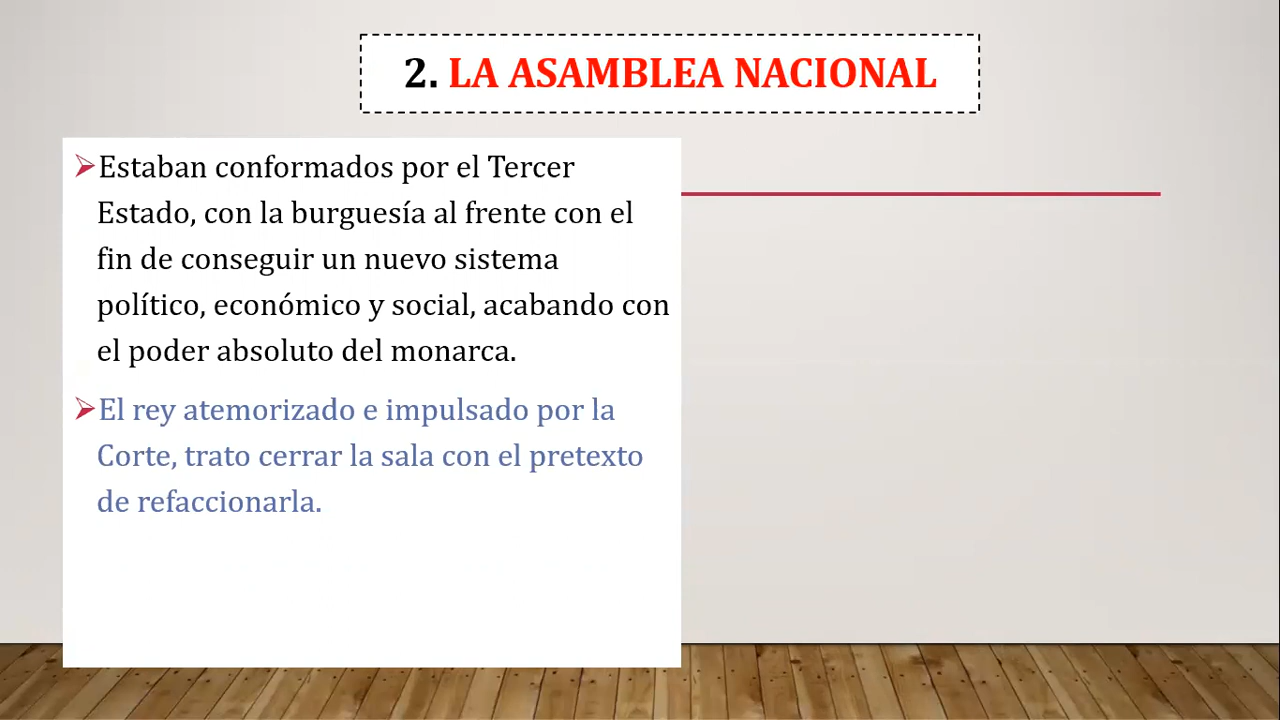 2. LA ASAMBLEA NACIONAL
Estaban conformados por el Tercer
Estado, con la burguesía al frente con el
fin de conseguir un nuevo sistema
político, económico y social, acabando con
el poder absoluto del monarca.
El rey atemorizado e impulsado por la
Corte, trato cerrar la sala con el pretexto
de refaccionarla.